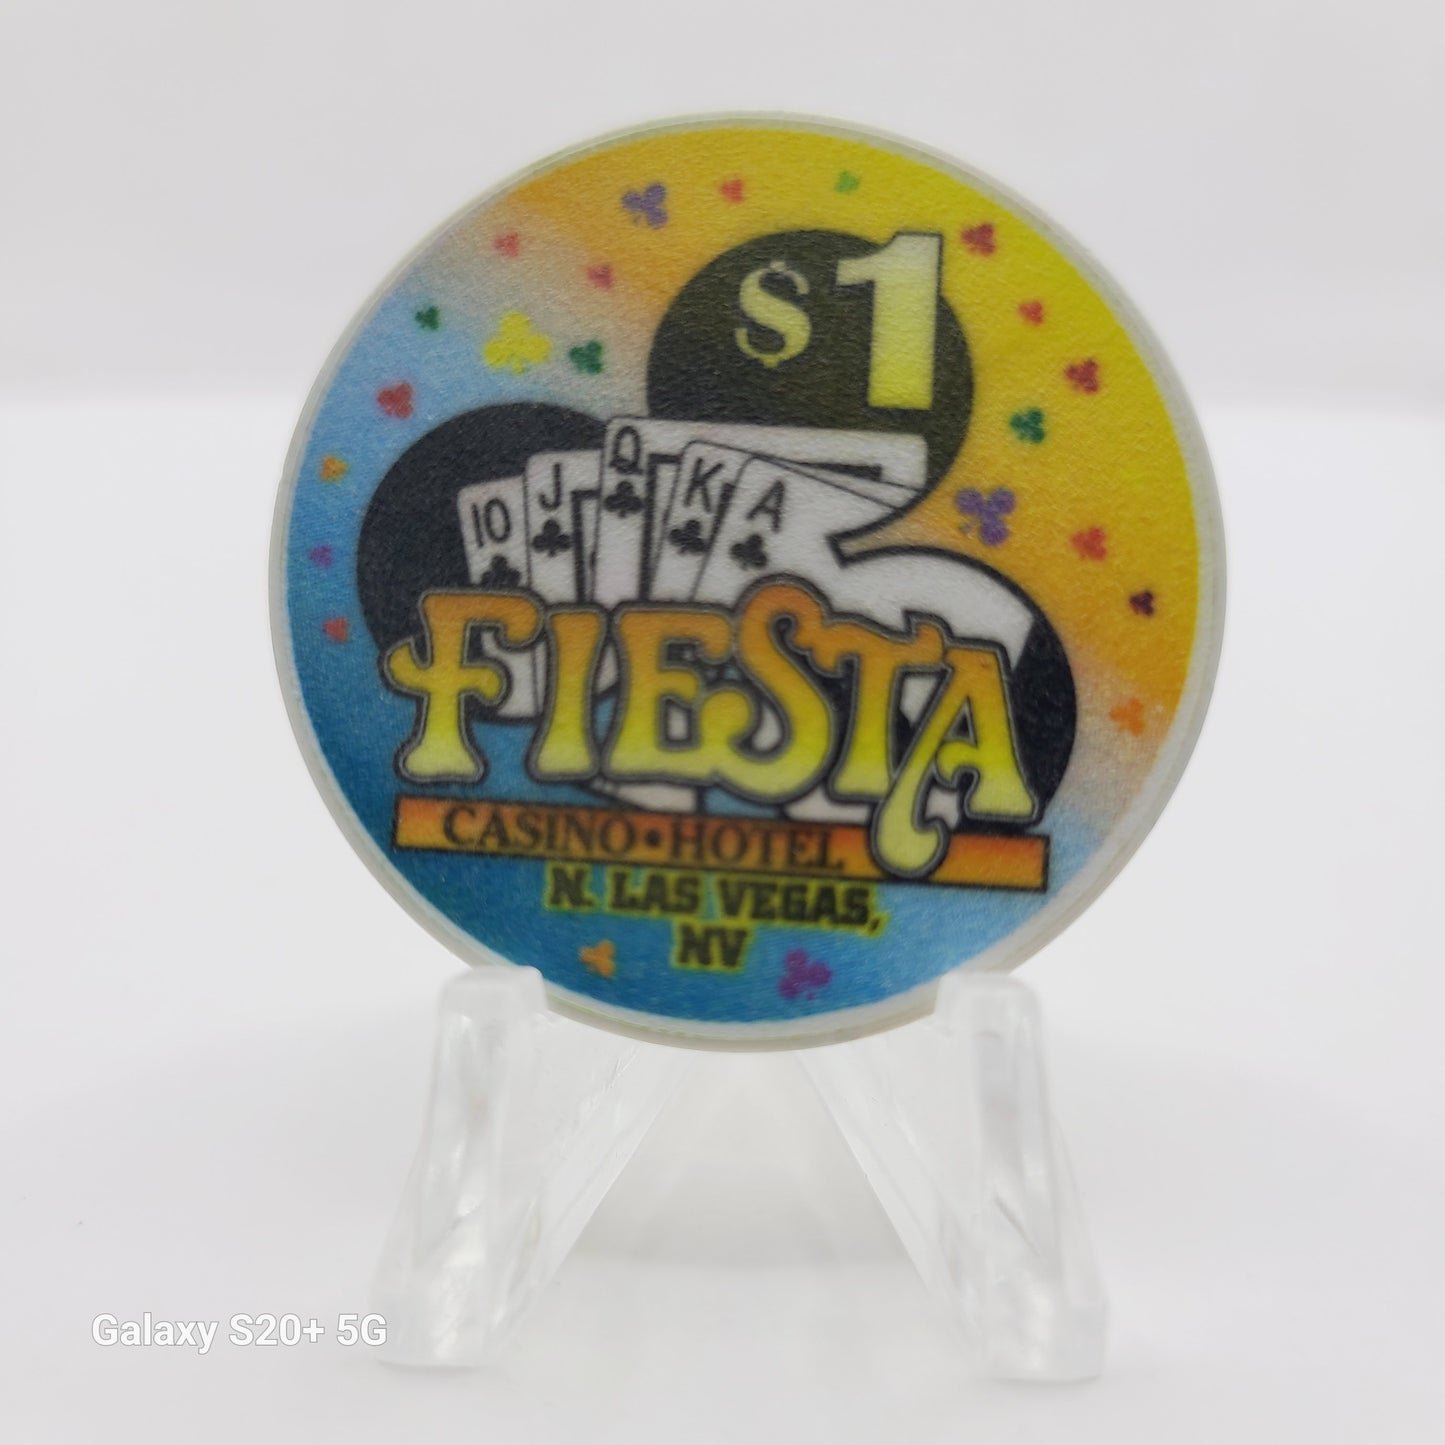 $1
10 J Q K A
FIESTA
CASINO • HOTEL
N. LAS VEGAS,
NV
Galaxy S20+ 5G